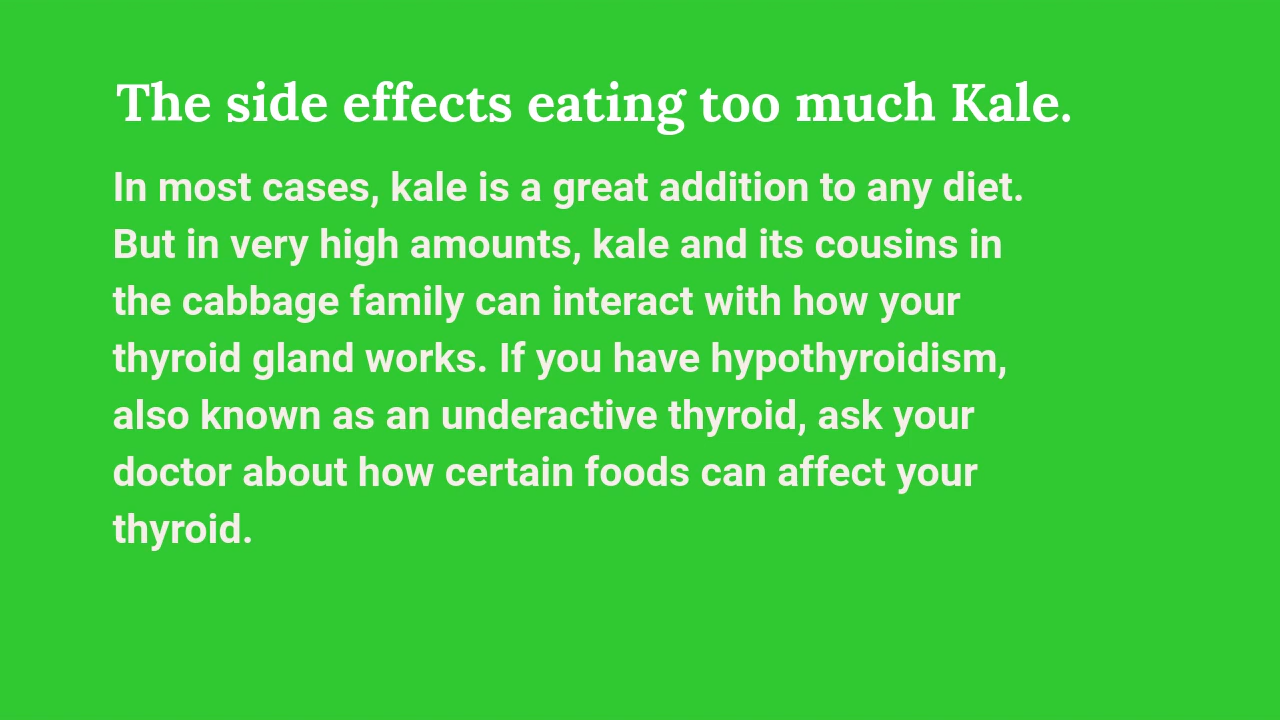 The side effects eating too much Kale.
In most cases, kale is a great addition to any diet.
But in very high amounts, kale and its cousins in
the cabbage family can interact with how your
thyroid gland works. If you have hypothyroidism,
also known as an underactive thyroid, ask your
doctor about how certain foods can affect your
thyroid.